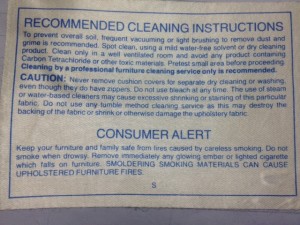 RECOMMENDED CLEANING INSTRUCTIONS
To prevent overall soil, frequent vacuuming or light brushing to remove dust and
grime is recommended. Spot clean, using a mild water-free solvent or dry cleaning
product. Clean only in a well ventilated room and avoid any product containing
Carbon Tetrachloride or other toxic materials. Pretest small area before proceeding.
Cleaning by a professional furniture cleaning service only is recommended.
CAUTION: Never remove cushion covers for separate dry cleaning or washing,
even though they do have zippers. Do not use bleach at any time. The use of steam
or water-based cleaners may cause excessive shrinking or staining of this particular
fabric. Do not use any tumble method cleaning service as this may destroy the
backing of the fabric or shrink or otherwise damage the upholstery fabric.
CONSUMER ALERT
Keep your furniture and family safe from fires caused by careless smoking. Do not
smoke when drowsy. Remove immediately any glowing ember or lighted cigarette
which falls on furniture. SMOLDERING SMOKING MATERIALS CAN CAUSE
UPHOLSTERED FURNITURE FIRES.
S